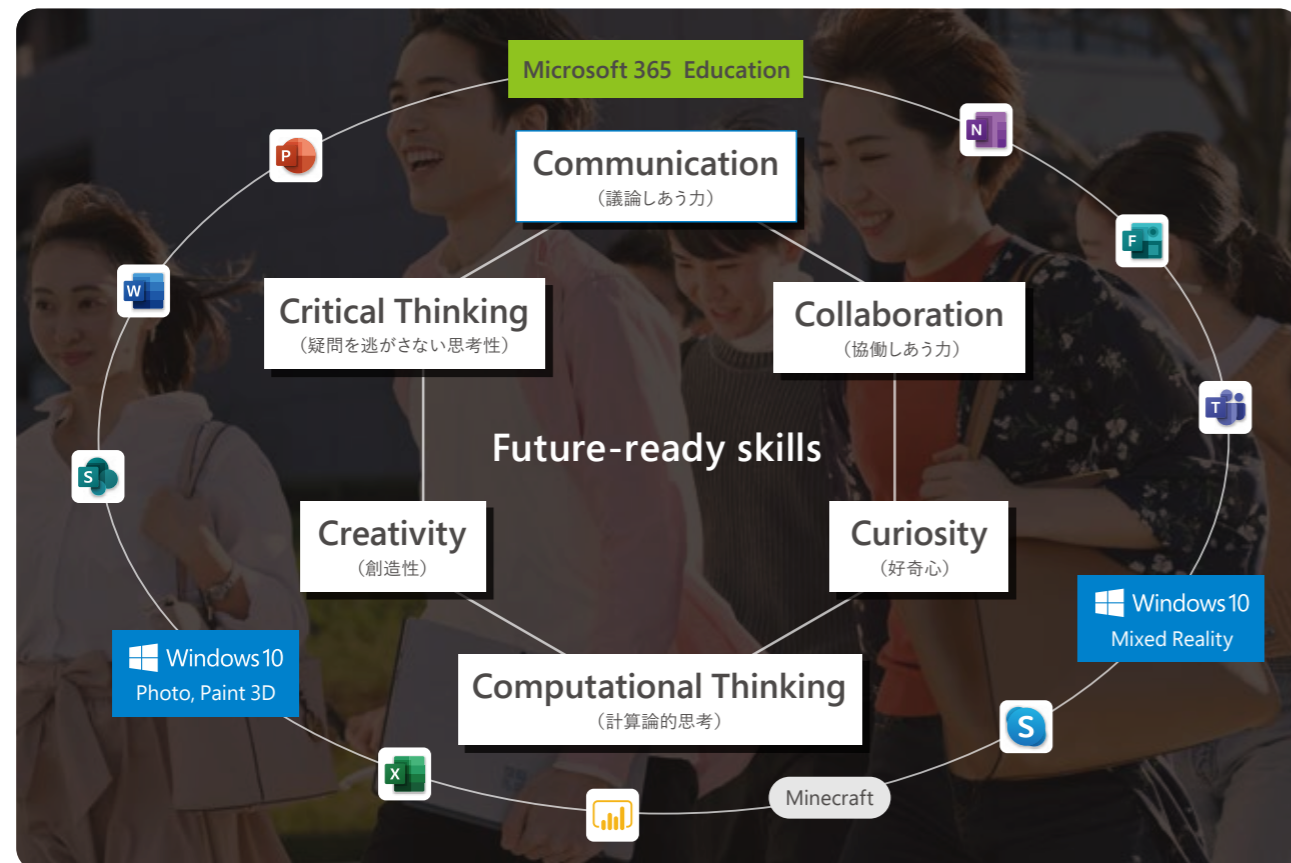 Microsoft 365 Education
P
N
Communication
（議論しあう力）
F
W
Critical Thinking
（疑問を逃がさない思考性）
Collaboration
（協働しあう力）
T
Future-ready skills
S
Creativity
（創造性）
Curiosity
（好奇心）
Windows 10
Mixed Reality
Windows 10
Photo, Paint 3D
Computational Thinking
（計算論的思考）
S
X
Minecraft